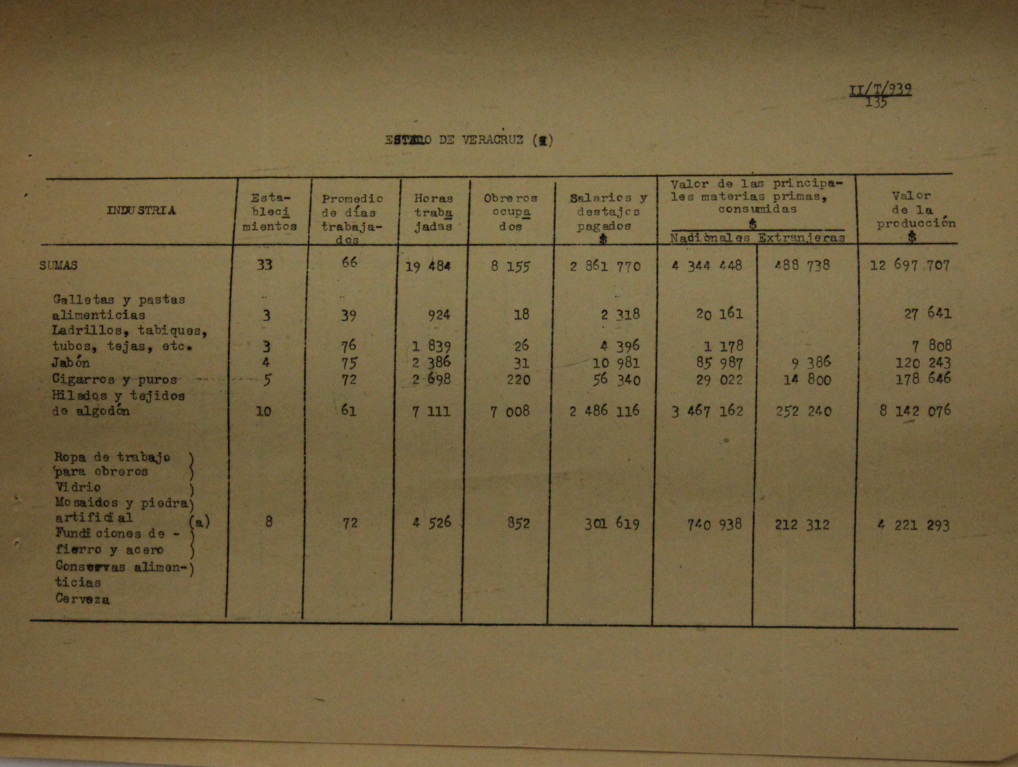 II/T/939
135
ESTADO DE VERACRUZ (*)
INDUSTRIA Establecimientos Promedio de días trabajados Horas trabajadas Obreros ocupados Salarios y destajos pagados $ Valor de las principales materias primas, consumidas $ Nacionales Extranjeras Valor de la producción $
SUMAS 33 66 19 484 8 155 2 861 770 4 344 448 488 738 12 697 707
Galletas y pastas
alimenticias 3 39 924 18 2 318 20 161 27 641
Ladrillos, tabiques,
tubos, tejas, etc. 3 76 1 839 26 4 396 1 178 7 808
Jabón 4 75 2 386 31 10 981 85 987 9 386 120 243
Cigarros y puros 5 72 2 698 220 56 340 29 022 14 800 178 646
Hilados y tejidos
de algodón 10 61 7 111 7 008 2 486 116 3 467 162 252 240 8 142 076
Ropa de trabajo )
para obreros )
Vidrio )
Mosaidos y piedra)
artificial (a) 8 72 4 526 852 301 619 740 938 212 312 4 221 293
Fundiciones de - )
fierro y acero )
Conservas alimen-)
ticias
Cerveza